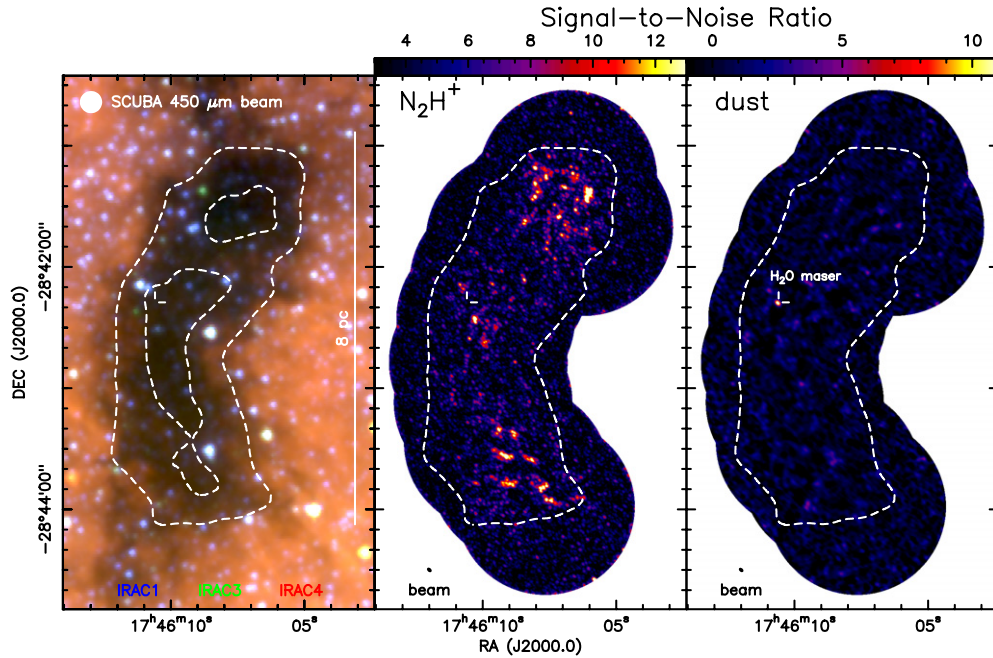 Signal-to-Noise Ratio
4 6 8 10 12
0 5 10
SCUBA 450 μm beam
N₂H⁺
dust
H₂O maser
8 pc
DEC (J2000.0)
-28°42'00"
-28°44'00"
IRAC1 IRAC3 IRAC4
beam
beam
17ʰ46ᵐ10ˢ 05ˢ
17ʰ46ᵐ10ˢ 05ˢ
17ʰ46ᵐ10ˢ 05ˢ
RA (J2000.0)